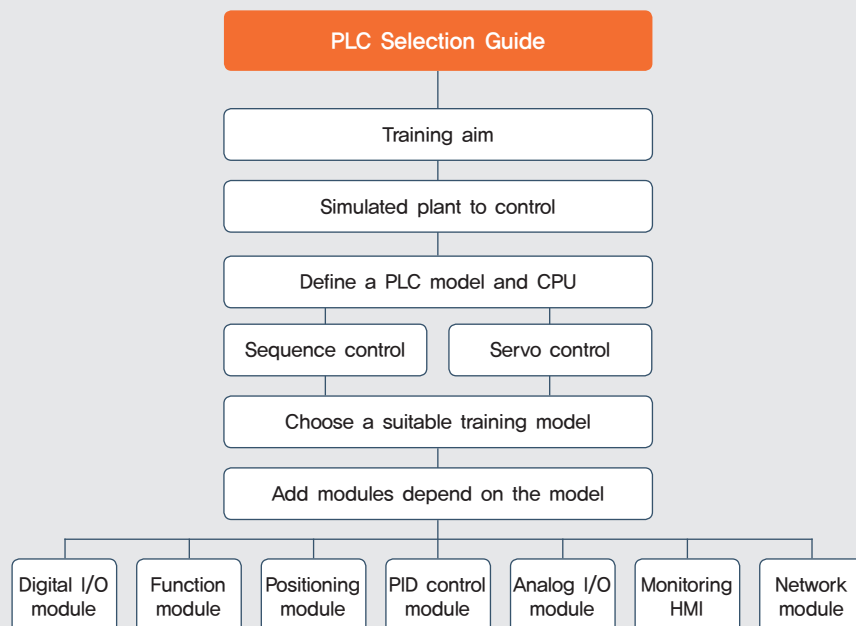 PLC Selection Guide
Training aim
Simulated plant to control
Define a PLC model and CPU
Sequence control
Servo control
Choose a suitable training model
Add modules depend on the model
Digital I/O
module
Function
module
Positioning
module
PID control
module
Analog I/O
module
Monitoring
HMI
Network
module